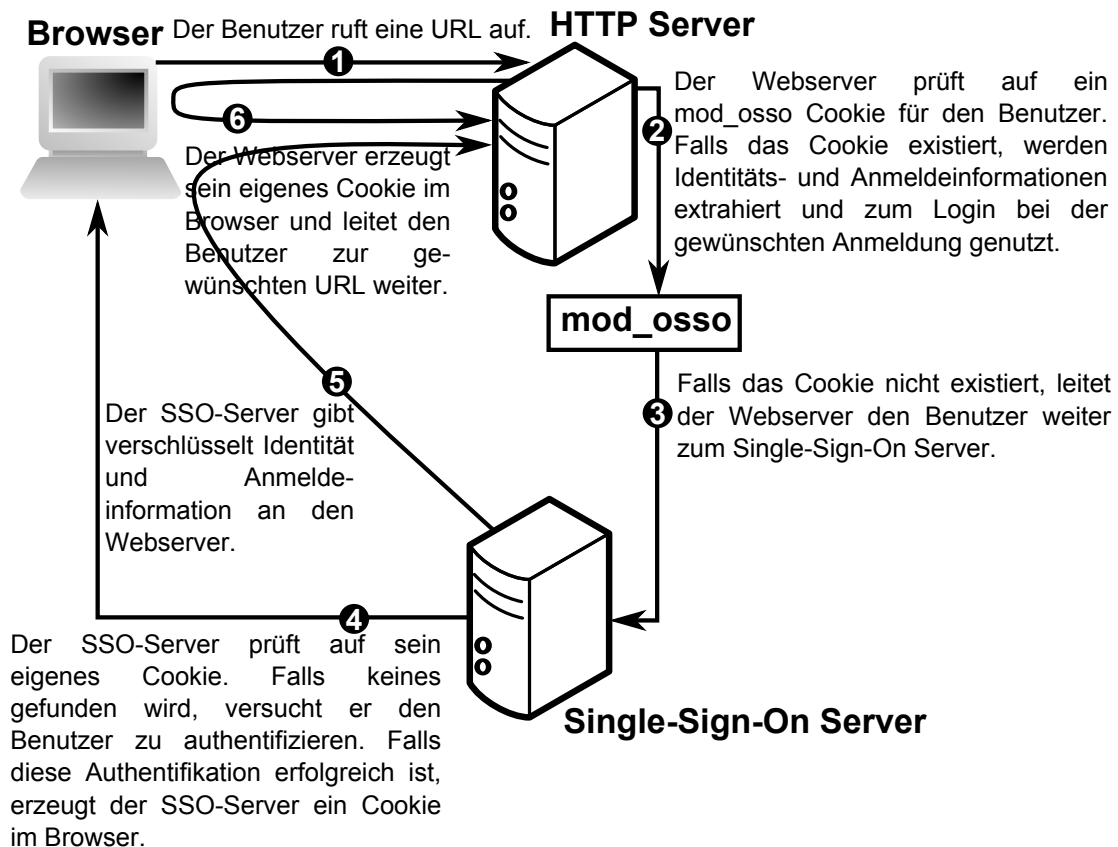 Browser
Der Benutzer ruft eine URL auf.
HTTP Server
1
Der Webserver prüft auf ein
mod_osso Cookie für den Benutzer.
Falls das Cookie existiert, werden
Identitäts- und Anmeldeinformationen
extrahiert und zum Login bei der
gewünschten Anmeldung genutzt.
2
6
Der Webserver erzeugt
sein eigenes Cookie im
Browser und leitet den
Benutzer zur ge-
wünschten URL weiter.
mod_osso
3
Falls das Cookie nicht existiert, leitet
der Webserver den Benutzer weiter
zum Single-Sign-On Server.
5
Der SSO-Server gibt
verschlüsselt Identität
und Anmelde-
information an den
Webserver.
4
Der SSO-Server prüft auf sein
eigenes Cookie. Falls keines
gefunden wird, versucht er den
Benutzer zu authentifizieren. Falls
diese Authentifikation erfolgreich ist,
erzeugt der SSO-Server ein Cookie
im Browser.
Single-Sign-On Server